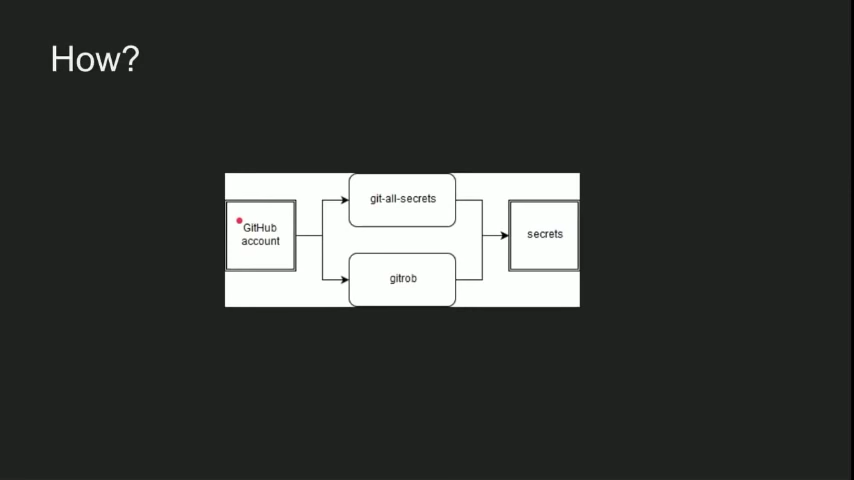 How?
git-all-secrets
GitHub
account
secrets
gitrob